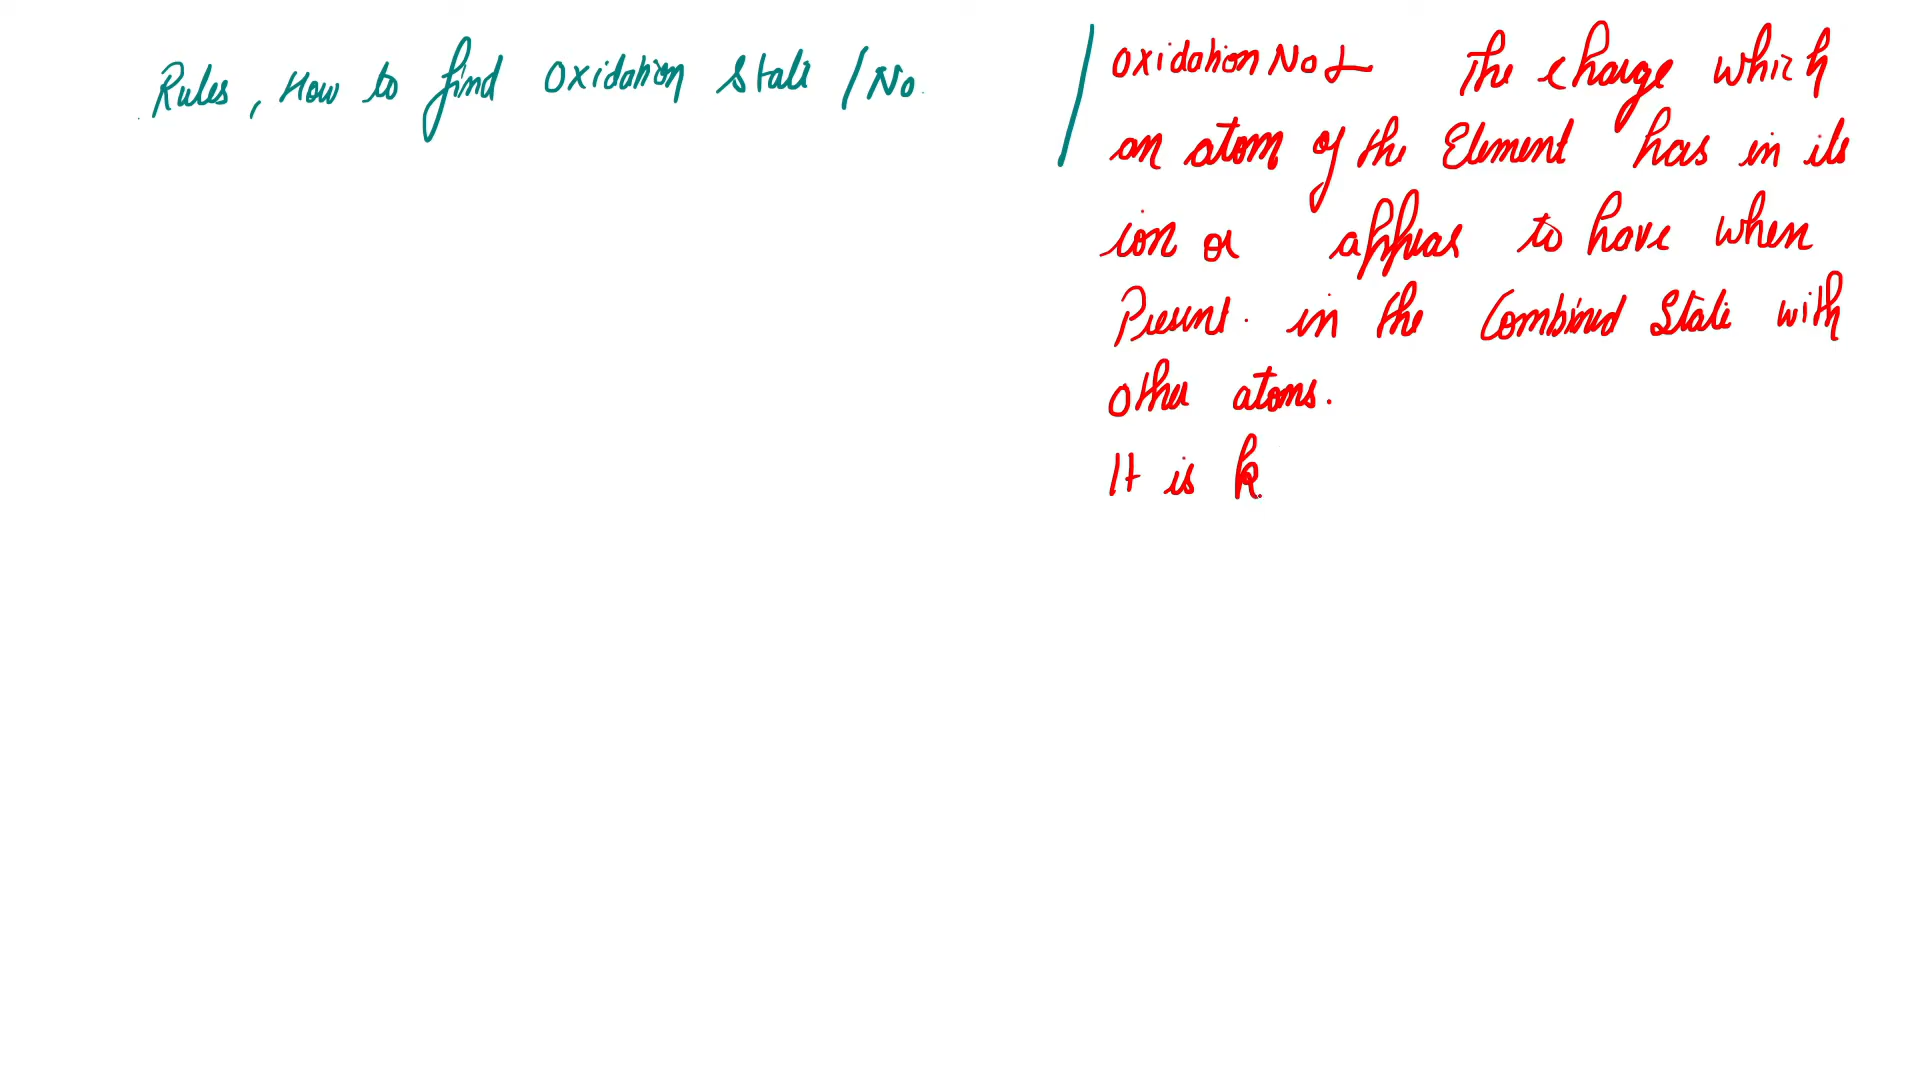 Rules, How to find Oxidation State / No.
Oxidation No :- The charge which
an atom of the Element has in its
ion or appears to have when
Present in the Combined State with
other atoms.
It is k